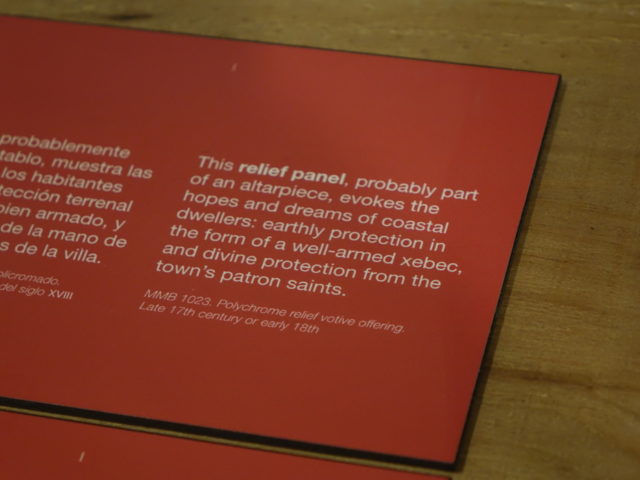 probablemente
tablo, muestra las
los habitantes
tección terrenal
bien armado, y
de la mano de
s de la villa.
olicromado.
del siglo XVIII
This relief panel, probably part
of an altarpiece, evokes the
hopes and dreams of coastal
dwellers: earthly protection in
the form of a well-armed xebec,
and divine protection from the
town's patron saints.
MMB 1023. Polychrome relief votive offering.
Late 17th century or early 18th